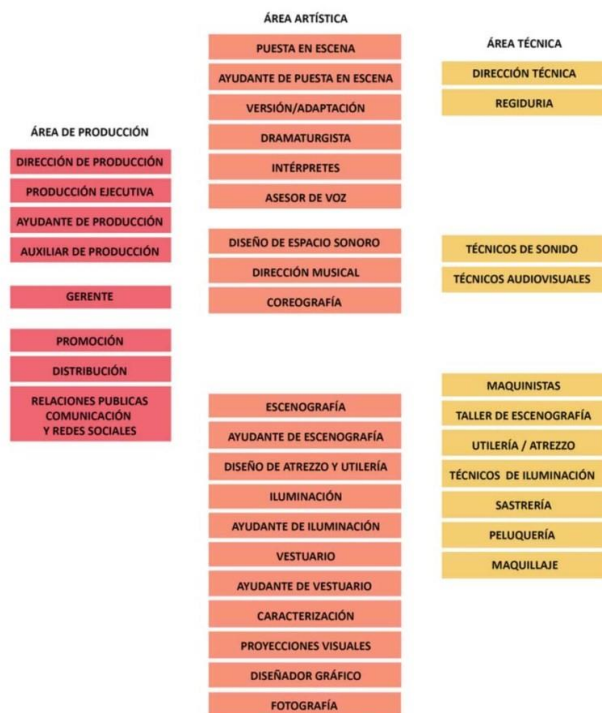 ÁREA DE PRODUCCIÓN
DIRECCIÓN DE PRODUCCIÓN
PRODUCCIÓN EJECUTIVA
AYUDANTE DE PRODUCCIÓN
AUXILIAR DE PRODUCCIÓN
GERENTE
PROMOCIÓN
DISTRIBUCIÓN
RELACIONES PUBLICAS
COMUNICACIÓN
Y REDES SOCIALES
ÁREA ARTÍSTICA
PUESTA EN ESCENA
AYUDANTE DE PUESTA EN ESCENA
VERSIÓN/ADAPTACIÓN
DRAMATURGISTA
INTÉRPRETES
ASESOR DE VOZ
DISEÑO DE ESPACIO SONORO
DIRECCIÓN MUSICAL
COREOGRAFÍA
ESCENOGRAFÍA
AYUDANTE DE ESCENOGRAFÍA
DISEÑO DE ATREZZO Y UTILERÍA
ILUMINACIÓN
AYUDANTE DE ILUMINACIÓN
VESTUARIO
AYUDANTE DE VESTUARIO
CARACTERIZACIÓN
PROYECCIONES VISUALES
DISEÑADOR GRÁFICO
FOTOGRAFÍA
ÁREA TÉCNICA
DIRECCIÓN TÉCNICA
REGIDURIA
TÉCNICOS DE SONIDO
TÉCNICOS AUDIOVISUALES
MAQUINISTAS
TALLER DE ESCENOGRAFÍA
UTILERÍA / ATREZZO
TÉCNICOS DE ILUMINACIÓN
SASTRERÍA
PELUQUERÍA
MAQUILLAJE